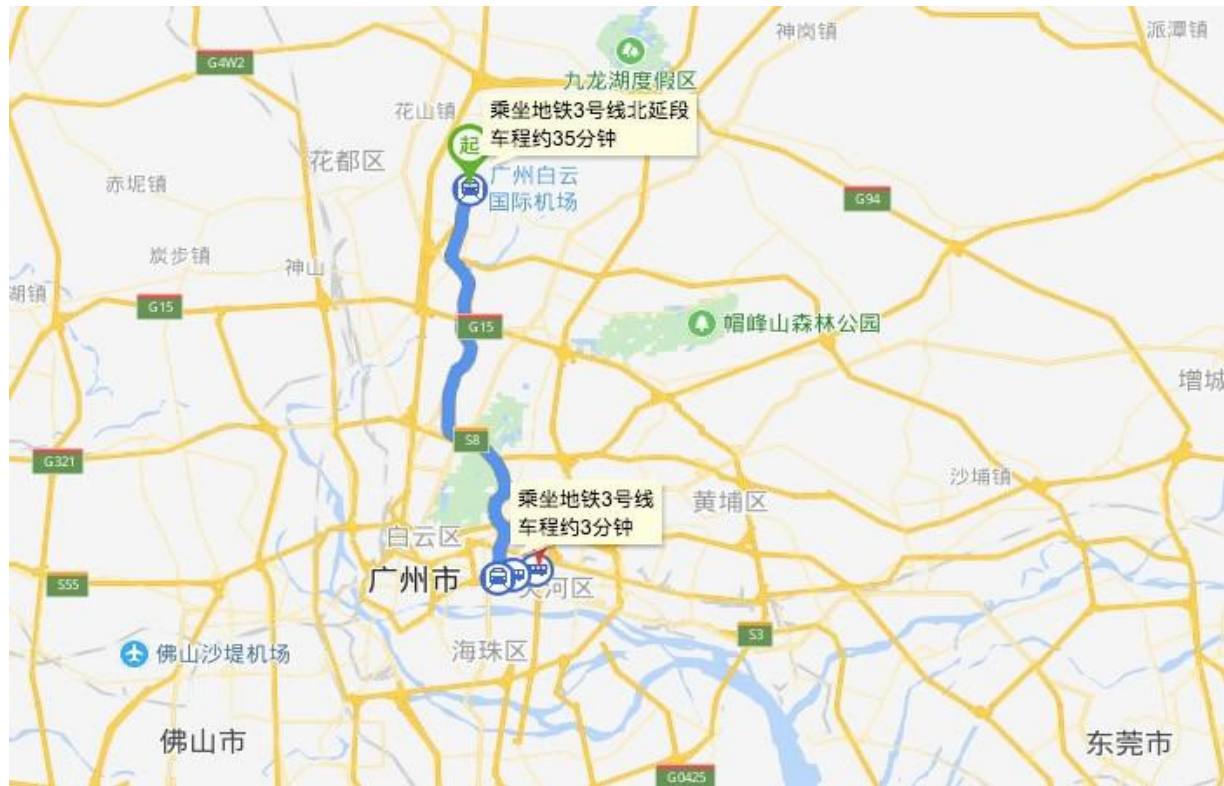 神岗镇
派潭镇
G4W2
九龙湖度假区
花山镇
乘坐地铁3号线北延段
车程约35分钟
起
花都区
广州白云
国际机场
赤坭镇
G94
炭步镇
神山
湖镇
G15
G15
帽峰山森林公园
增城
S8
G321
沙埔镇
乘坐地铁3号线
车程约3分钟
黄埔区
白云区
广州市
天河区
S55
S3
海珠区
佛山沙堤机场
佛山市
东莞市
G0425